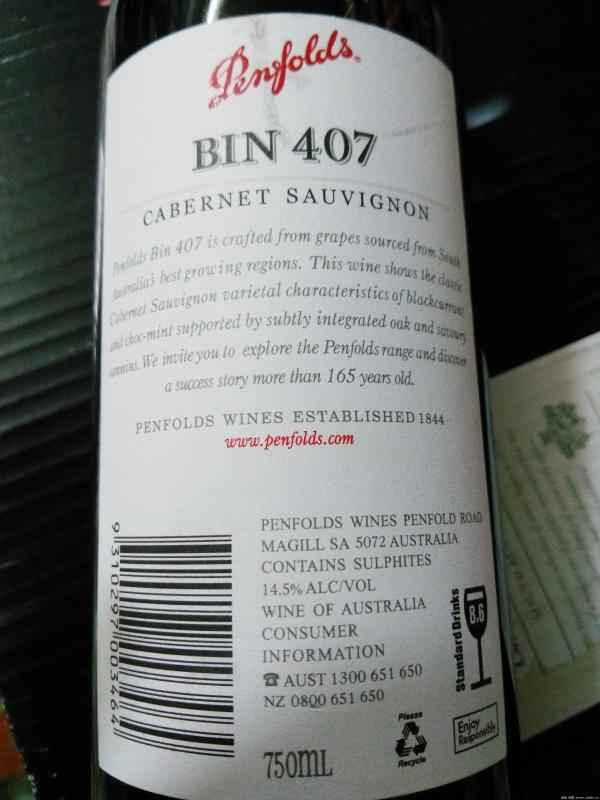 Penfolds
BIN 407
CABERNET SAUVIGNON
Penfolds Bin 407 is crafted from grapes sourced from South
Australia's best growing regions. This wine shows the classic
Cabernet Sauvignon varietal characteristics of blackcurrant
and choc-mint supported by subtly integrated oak and savoury
tannins. We invite you to explore the Penfolds range and discover
a success story more than 165 years old.
PENFOLDS WINES ESTABLISHED 1844
www.penfolds.com
9 310297 003464
PENFOLDS WINES PENFOLD ROAD
MAGILL SA 5072 AUSTRALIA
CONTAINS SULPHITES
14.5% ALC/VOL
WINE OF AUSTRALIA
CONSUMER
INFORMATION
☎ AUST 1300 651 650
NZ 0800 651 650
750mL
8.6
Standard Drinks
Please
Recycle
Enjoy
Responsibly